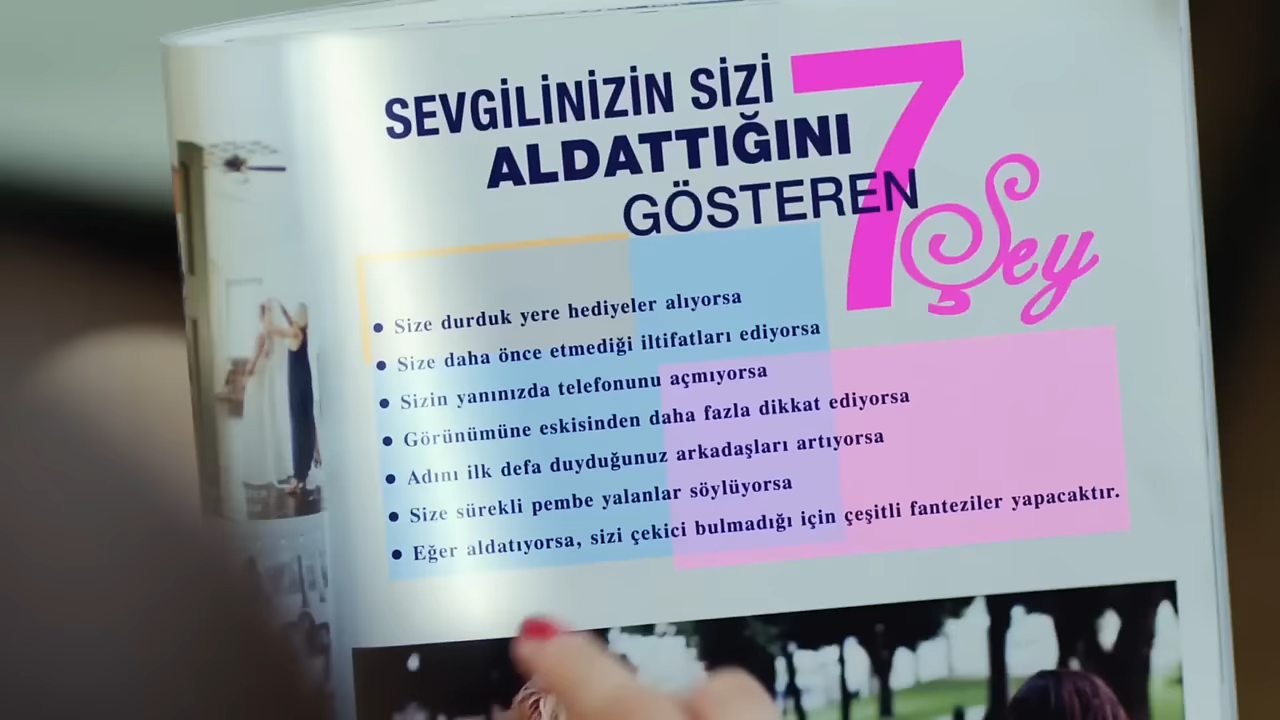 SEVGİLİNİZİN SİZİ
ALDATTIĞINI
GÖSTEREN
7 Şey
• Size durduk yere hediyeler alıyorsa
• Size daha önce etmediği iltifatları ediyorsa
• Sizin yanınızda telefonunu açmıyorsa
• Görünümüne eskisinden daha fazla dikkat ediyorsa
• Adını ilk defa duyduğunuz arkadaşları artıyorsa
• Size sürekli pembe yalanlar söylüyorsa
• Eğer aldatıyorsa, sizi çekici bulmadığı için çeşitli fanteziler yapacaktır.